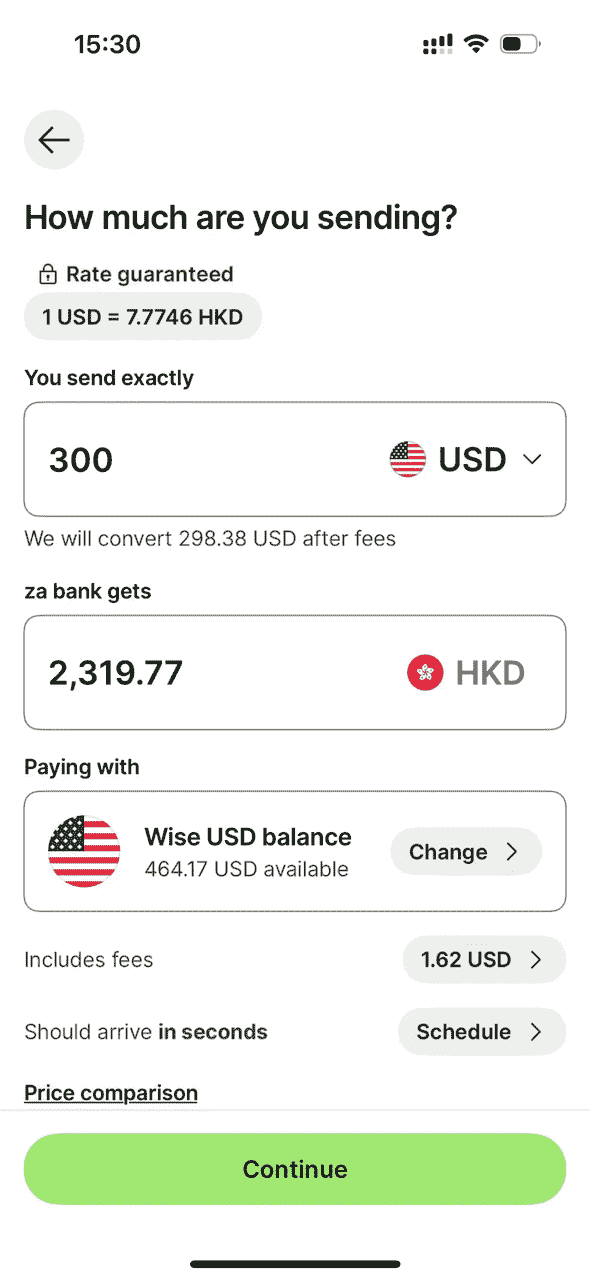 15:30
How much are you sending?
Rate guaranteed
1 USD = 7.7746 HKD
You send exactly
300 USD
We will convert 298.38 USD after fees
za bank gets
2,319.77 HKD
Paying with
Wise USD balance
464.17 USD available
Change
Includes fees 1.62 USD
Should arrive in seconds Schedule
Price comparison
Continue